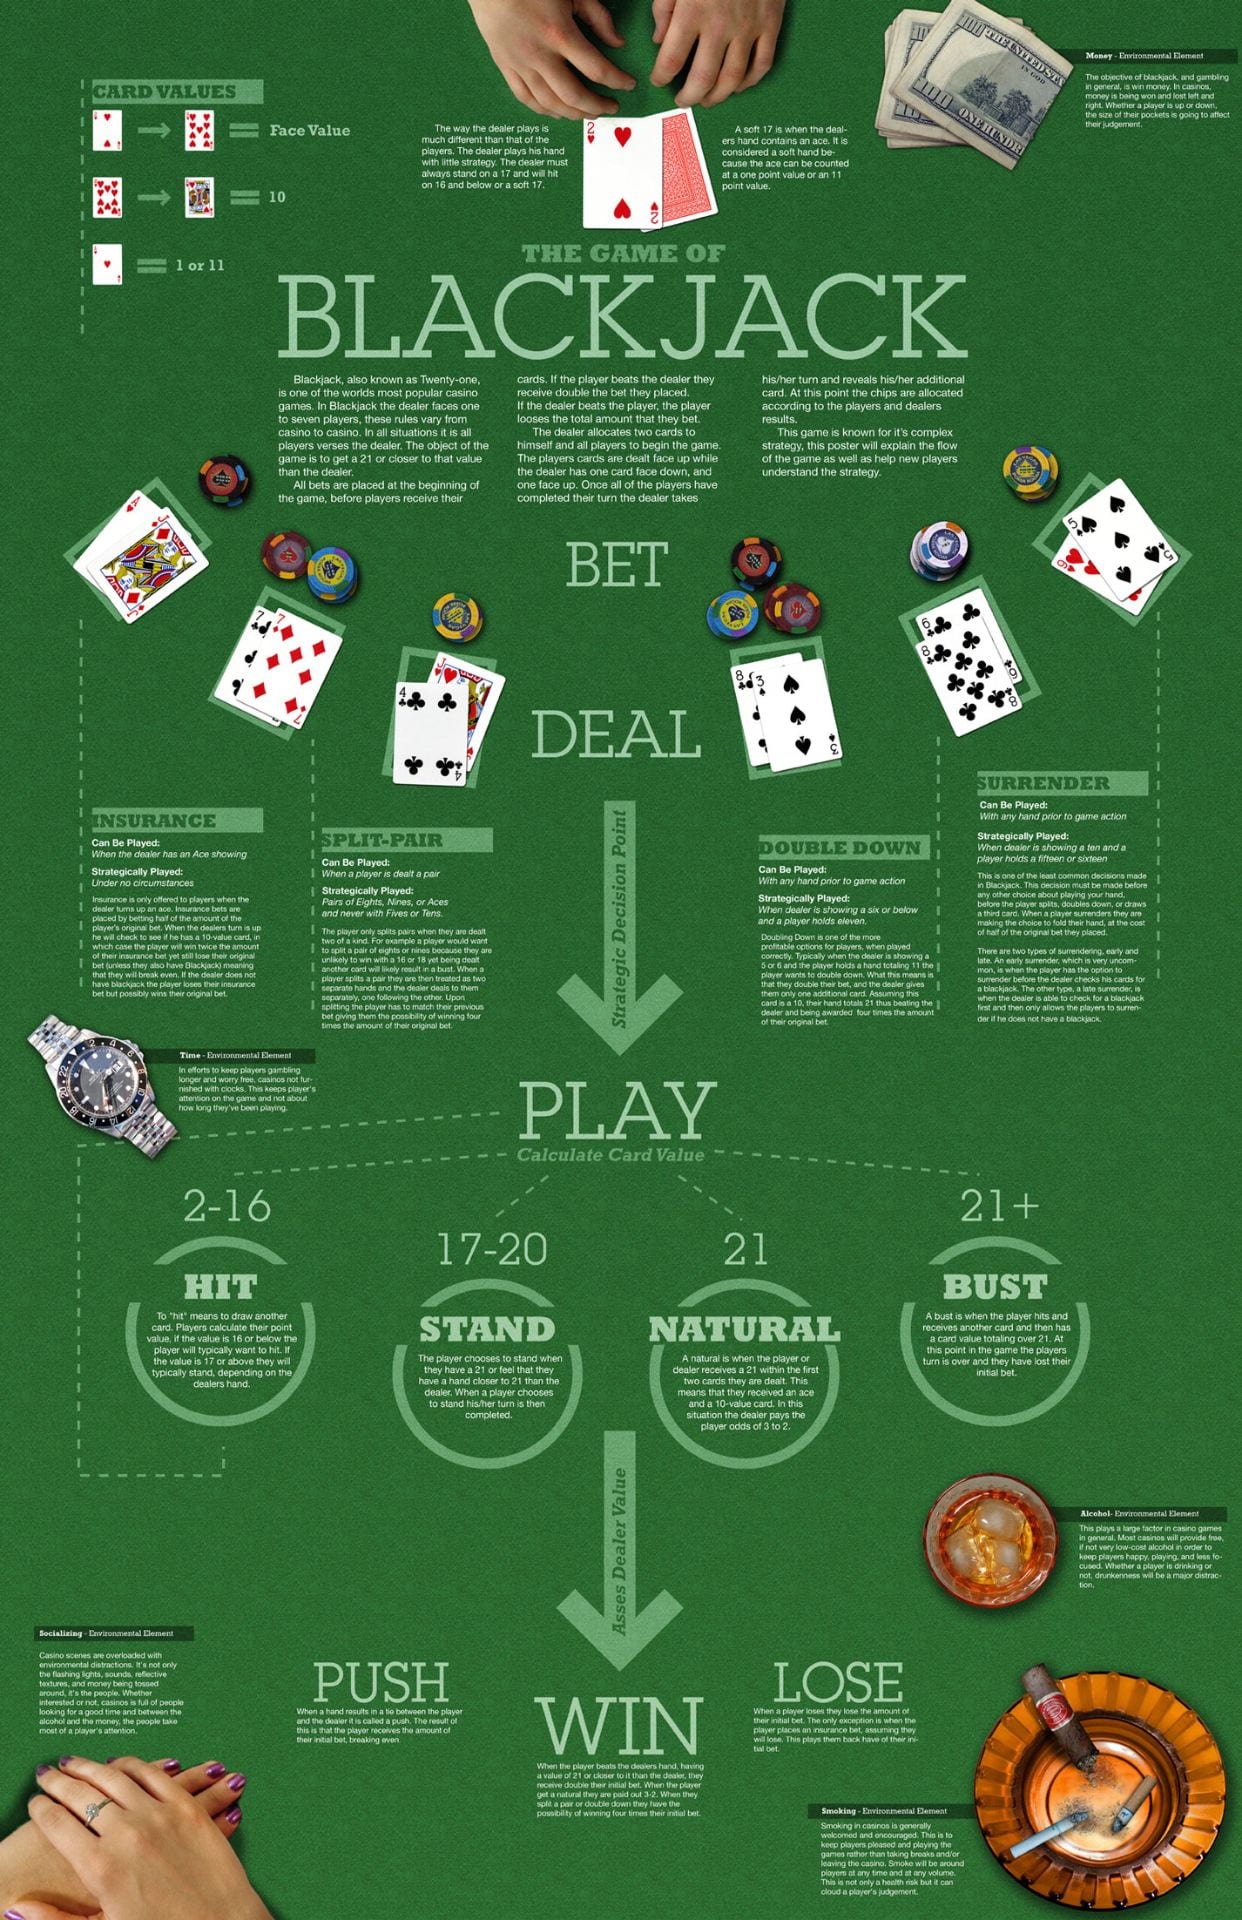 CARD VALUES
Face Value
10
1 or 11
The way the dealer plays is
much different than that of the
players. The dealer plays his hand
with little strategy. The dealer must
always stand on a 17 and will hit
on 16 and below or a soft 17.
2
2
A soft 17 is when the deal-
ers hand contains an ace. It is
considered a soft hand be-
cause the ace can be counted
at a one point value or an 11
point value.
THE UNITED STATES
IN GOD
100
ONE HUNDR
Money - Environmental Element
The objective of blackjack, and gambling
in general, is win money. In casinos,
money is being won and lost left and
right. Whether a player is up or down,
the size of their pockets is going to affect
their judgement.
THE GAME OF
BLACKJACK
Blackjack, also known as Twenty-one,
is one of the worlds most popular casino
games. In Blackjack the dealer faces one
to seven players, these rules vary from
casino to casino. In all situations it is all
players verses the dealer. The object of the
game is to get a 21 or closer to that value
than the dealer.
All bets are placed at the beginning of
the game, before players receive their
cards. If the player beats the dealer they
receive double the bet they placed.
If the dealer beats the player, the player
looses the total amount that they bet.
The dealer allocates two cards to
himself and all players to begin the game.
The players cards are dealt face up while
the dealer has one card face down, and
one face up. Once all of the players have
completed their turn the dealer takes
his/her turn and reveals his/her additional
card. At this point the chips are allocated
according to the players and dealers
results.
This game is known for it's complex
strategy, this poster will explain the flow
of the game as well as help new players
understand the strategy.
BET
A
J
J
7
7
7
4
4
J
8
3
3
6
8
9
8
5
5
6
DEAL
INSURANCE
Can Be Played:
When the dealer has an Ace showing
Strategically Played:
Under no circumstances
Insurance is only offered to players when the
dealer turns up an ace. Insurance bets are
placed by betting half of the amount of the
player's original bet. When the dealers turn is up
he will check to see if he has a 10-value card, in
which case the player will win twice the amount
of their insurance bet yet still lose their original
bet (unless they also have Blackjack) meaning
that they will break even. If the dealer does not
have blackjack the player loses their insurance
bet but possibly wins their original bet.
SPLIT-PAIR
Can Be Played:
When a player is dealt a pair
Strategically Played:
Pairs of Eights, Nines, or Aces
and never with Fives or Tens.
The player only splits pairs when they are dealt
two of a kind. For example a player would want
to split a pair of eights or nines because they are
unlikely to win with a 16 or 18 yet being dealt
another card will likely result in a bust. When a
player splits a pair they are then treated as two
separate hands and the dealer deals to them
separately, one following the other. Upon
splitting the player has to match their previous
bet giving them the possibility of winning four
times the amount of their original bet.
Strategic Decision Point
DOUBLE DOWN
Can Be Played:
With any hand prior to game action
Strategically Played:
When dealer is showing a six or below
and a player holds eleven.
Doubling Down is one of the more
profitable options for players, when played
correctly. Typically when the dealer is showing a
5 or 6 and the player holds a hand totaling 11 the
player wants to double down. What this means is
that they double their bet, and the dealer gives
them only one additional card. Assuming this
card is a 10, their hand totals 21 thus beating the
dealer and being awarded four times the amount
of their original bet.
SURRENDER
Can Be Played:
With any hand prior to game action
Strategically Played:
When dealer is showing a ten and a
player holds a fifteen or sixteen
This is one of the least common decisions made
in Blackjack. This decision must be made before
any other choice about playing your hand,
before the player splits, doubles down, or draws
a third card. When a player surrenders they are
making the choice to fold their hand, at the cost
of half of the original bet they placed.
There are two types of surrendering, early and
late. An early surrender, which is very uncom-
mon, is when the player has the option to
surrender before the dealer checks his cards for
a blackjack. The other type, a late surrender, is
when the dealer is able to check for a blackjack
first and then only allows the players to surren-
der if he does not have a blackjack.
Time - Environmental Element
In efforts to keep players gambling
longer and worry free, casinos not fur-
nished with clocks. This keeps player's
attention on the game and not about
how long they've been playing.
PLAY
Calculate Card Value
2-16
HIT
To "hit" means to draw another
card. Players calculate their point
value, if the value is 16 or below the
player will typically want to hit. If
the value is 17 or above they will
typically stand, depending on the
dealers hand.
17-20
STAND
The player chooses to stand when
they have a 21 or feel that they
have a hand closer to 21 than the
dealer. When a player chooses
to stand his/her turn is then
completed.
21
NATURAL
A natural is when the player or
dealer receives a 21 within the first
two cards they are dealt. This
means that they received an ace
and a 10-value card. In this
situation the dealer pays the
player odds of 3 to 2.
21+
BUST
A bust is when the player hits and
receives another card and then has
a card value totaling over 21. At
this point in the game the players
turn is over and they have lost their
initial bet.
Asses Dealer Value
Alcohol- Environmental Element
This plays a large factor in casino games
in general. Most casinos will provide free,
if not very low-cost alcohol in order to
keep players happy, playing, and less fo-
cused. Whether a player is drinking or
not, drunkenness will be a major distrac-
tion.
Socializing - Environmental Element
Casino scenes are overloaded with
environmental distractions. It's not only
the flashing lights, sounds, reflective
textures, and money being tossed
around, it's the people. Whether
interested or not, casinos is full of people
looking for a good time and between the
alcohol and the money, the people take
most of a player's attention.
PUSH
When a hand results in a tie between the player
and the dealer it is called a push. The result of
this is that the player receives the amount of
their initial bet, breaking even.
WIN
When the player beats the dealers hand, having
a value of 21 or closer to it than the dealer, they
receive double their initial bet. When the player
get a natural they are paid out 3-2. When they
split a pair or double down they have the
possibility of winning four times their initial bet.
LOSE
When a player loses they lose the amount of
their initial bet. The only exception is when the
player places an insurance bet, assuming they
will lose. This plays them back have of their ini-
tial bet.
Smoking - Environmental Element
Smoking in casinos is generally
welcomed and encouraged. This is to
keep players pleased and playing the
games rather than taking breaks and/or
leaving the casino. Smoke will be around
players at any time and at any volume.
This is not only a health risk but it can
cloud a player's judgement.